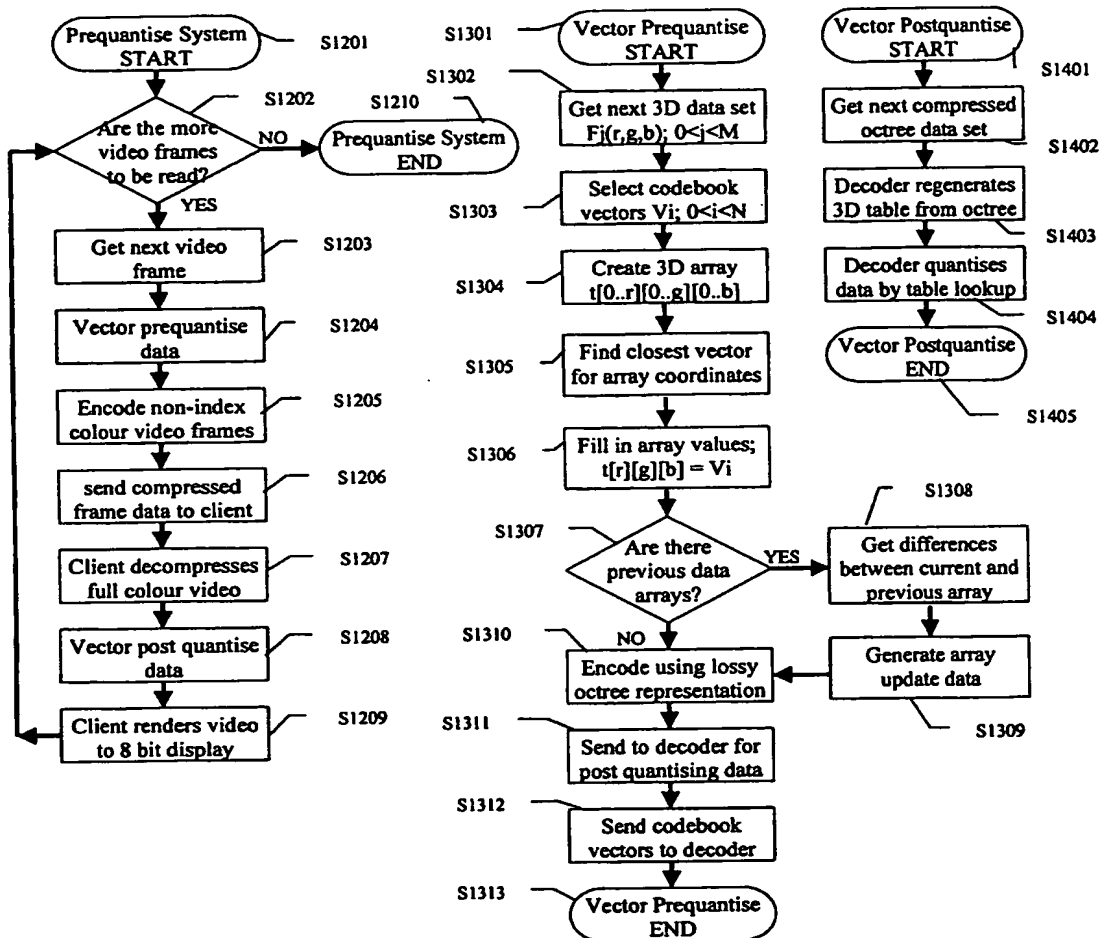 Prequantise System
START
S1201
S1202
Are the more
video frames
to be read?
NO
YES
S1210
Prequantise System
END
Get next video
frame
S1203
Vector prequantise
data
S1204
Encode non-index
colour video frames
S1205
send compressed
frame data to client
S1206
Client decompresses
full colour video
S1207
Vector post quantise
data
S1208
Client renders video
to 8 bit display
S1209
S1301
Vector Prequantise
START
S1302
Get next 3D data set
Fj(r,g,b); 0<j<M
Select codebook
vectors Vi; 0<i<N
S1303
Create 3D array
t[0..r][0..g][0..b]
S1304
Find closest vector
for array coordinates
S1305
Fill in array values;
t[r][g][b] = Vi
S1306
S1307
Are there
previous data
arrays?
YES
NO
S1308
Get differences
between current and
previous array
Generate array
update data
S1309
S1310
Encode using lossy
octree representation
S1311
Send to decoder for
post quantising data
S1312
Send codebook
vectors to decoder
S1313
Vector Prequantise
END
Vector Postquantise
START
S1401
Get next compressed
octree data set
S1402
Decoder regenerates
3D table from octree
S1403
Decoder quantises
data by table lookup
S1404
Vector Postquantise
END
S1405